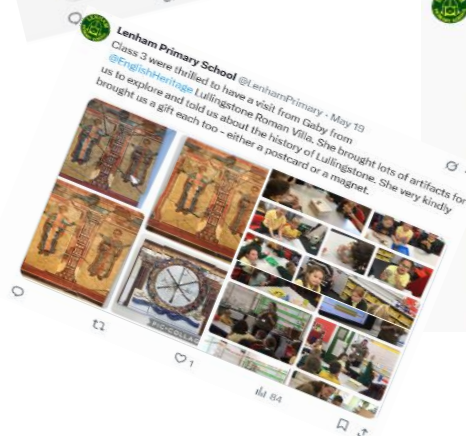 Lenham Primary School @LenhamPrimary · May 19
Class 3 were thrilled to have a visit from Gaby from
@EnglishHeritage Lullingstone Roman Villa. She brought lots of artifacts for
us to explore and told us about the history of Lullingstone. She very kindly
brought us a gift each too - either a postcard or a magnet.
PIC•COLLAGE
1
84